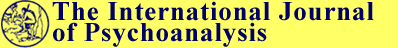 The International Journal
of Psychoanalysis